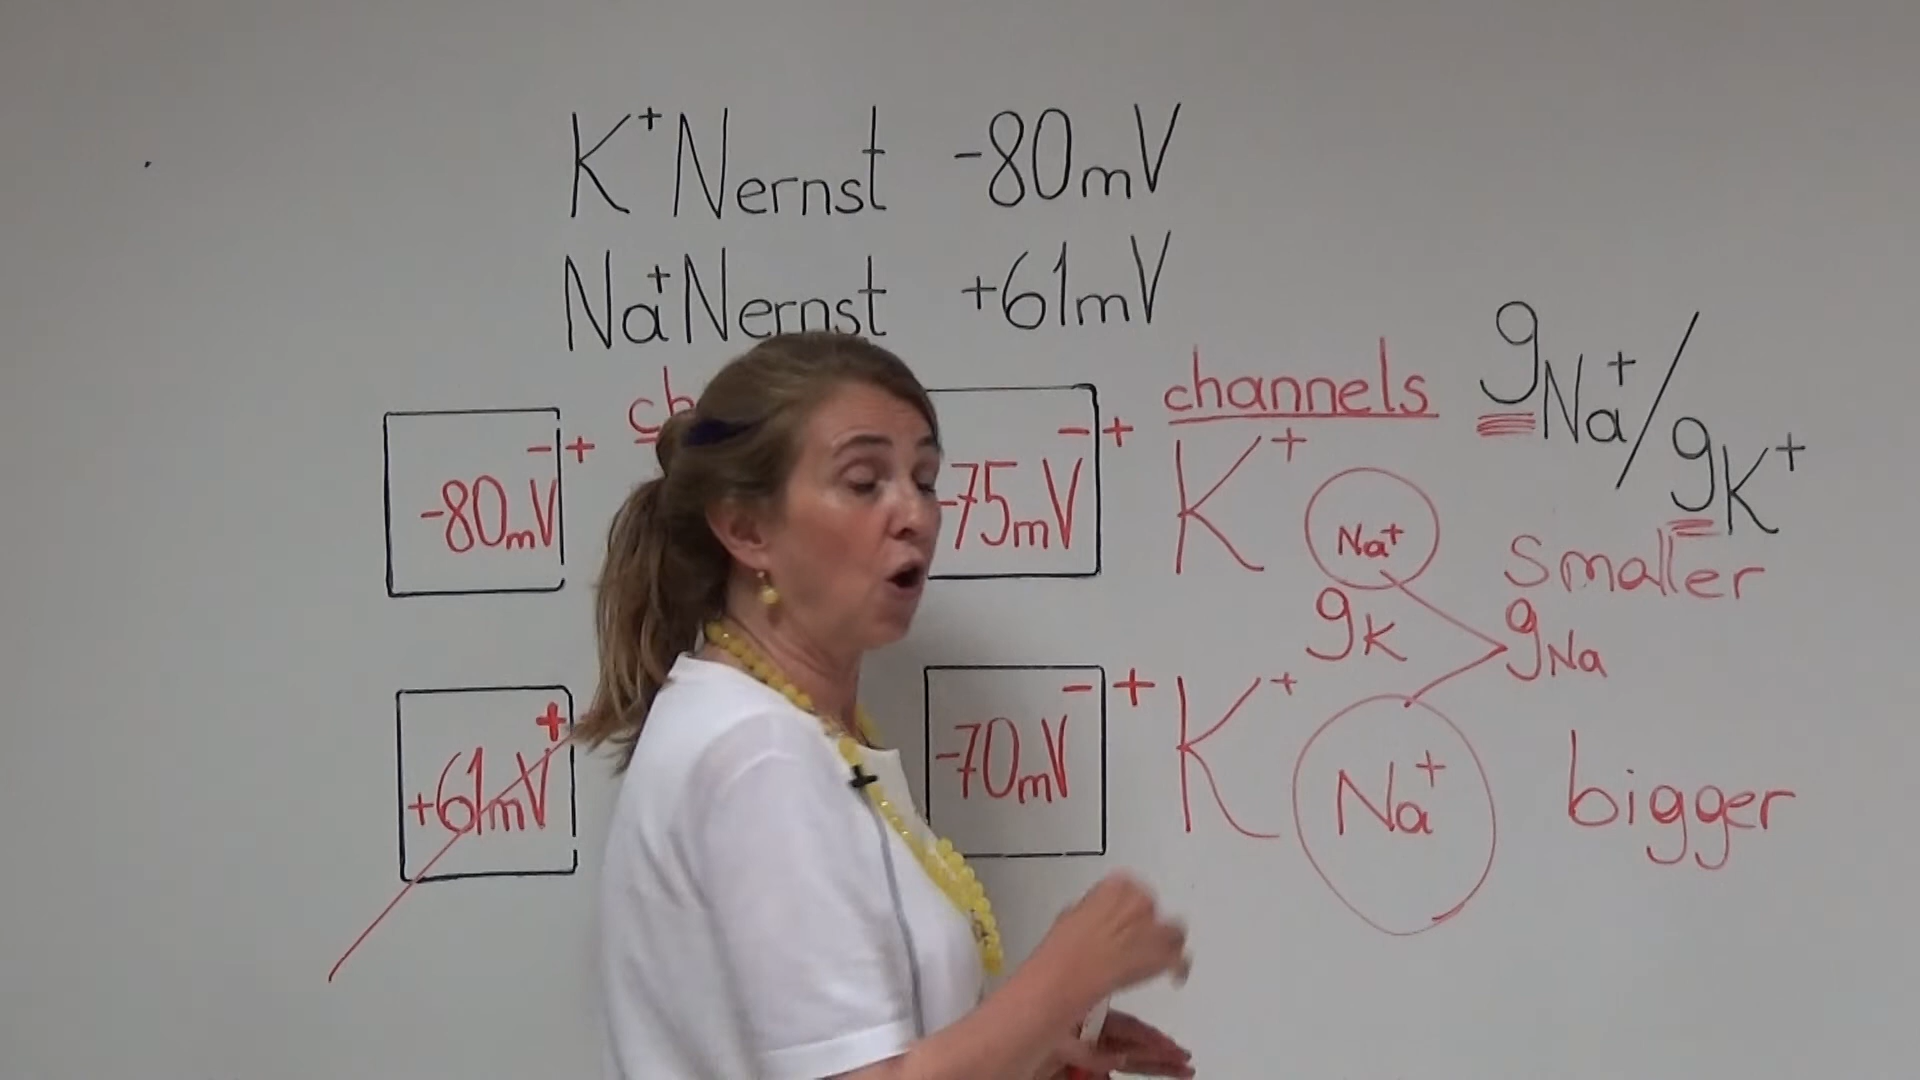 K⁺ Nernst -80mV
Na⁺ Nernst +61mV
channels
gNa⁺/gK⁺
- +
-80mV
- +
-75mV
K⁺ Na⁺
smaller
gK gNa
+
+61mV
- +
-70mV
K⁺ Na⁺
bigger